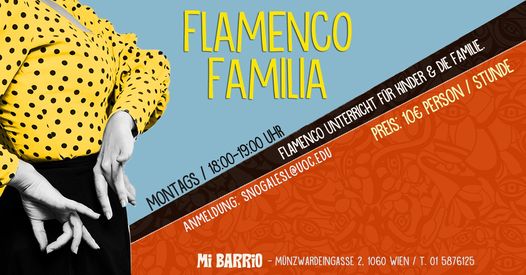 FLAMENCO
FAMILIA
MONTAGS / 18:00-19:00 UHR
FLAMENCO UNTERRICHT FÜR KINDER & DIE FAMILIE.
ANMELDUNG: SNOGALESL@UOC.EDU
PREIS: 10€ PERSON / STUNDE
Mi BARRiO - MÜNZWARDEINGASSE 2, 1060 WIEN / T. 01 5876125